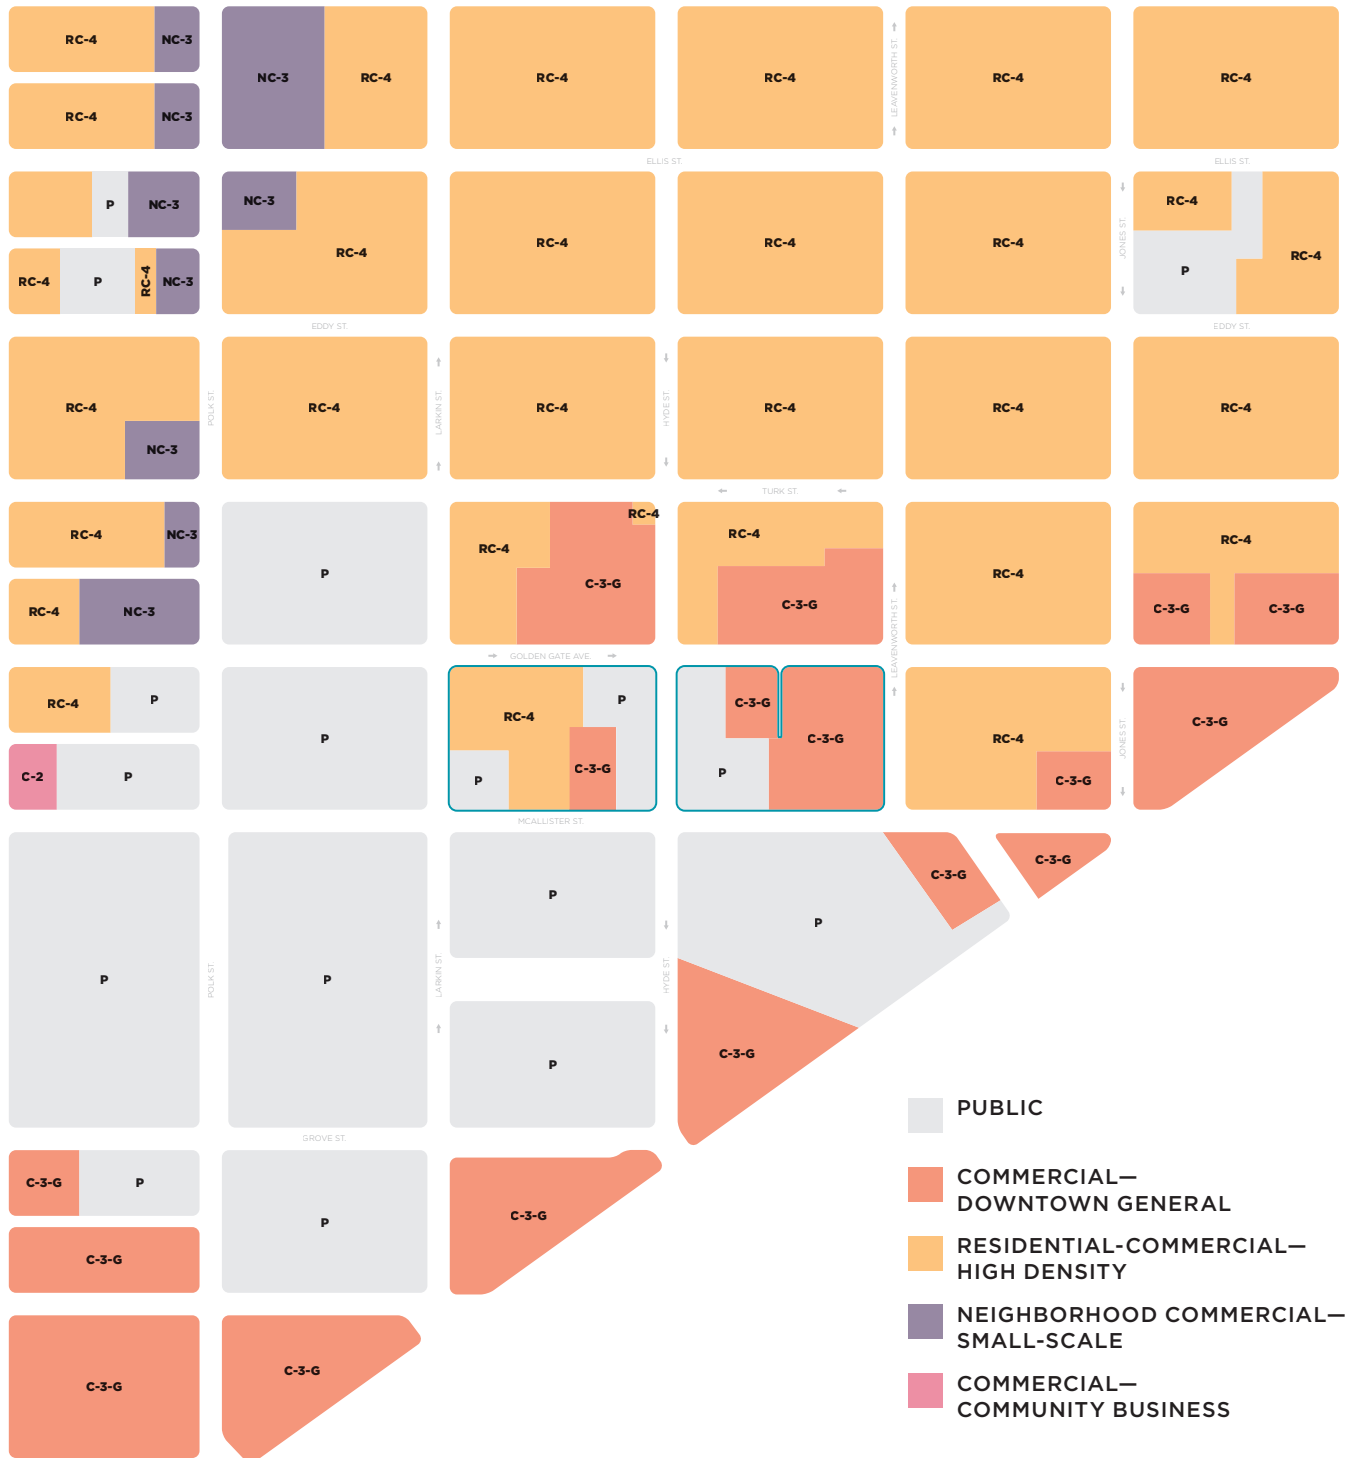 RC-4
NC-3
NC-3
RC-4
RC-4
RC-4
LEAVENWORTH ST.
RC-4
RC-4
RC-4
NC-3
ELLIS ST.
ELLIS ST.
P
NC-3
NC-3
RC-4
RC-4
RC-4
RC-4
RC-4
JONES ST.
RC-4
P
RC-4
RC-4
P
RC-4
NC-3
EDDY ST.
EDDY ST.
RC-4
NC-3
POLK ST.
RC-4
LARKIN ST.
RC-4
HYDE ST.
RC-4
RC-4
RC-4
TURK ST.
RC-4
NC-3
P
RC-4
RC-4
C-3-G
RC-4
C-3-G
RC-4
RC-4
C-3-G
C-3-G
RC-4
NC-3
LEAVENWORTH ST.
GOLDEN GATE AVE.
RC-4
P
P
RC-4
P
P
C-3-G
C-3-G
P
C-3-G
RC-4
C-3-G
JONES ST.
C-3-G
C-2
P
MCALLISTER ST.
P
POLK ST.
P
LARKIN ST.
P
P
HYDE ST.
P
C-3-G
C-3-G
C-3-G
GROVE ST.
C-3-G
P
P
C-3-G
C-3-G
C-3-G
C-3-G
PUBLIC
COMMERCIAL—
DOWNTOWN GENERAL
RESIDENTIAL-COMMERCIAL—
HIGH DENSITY
NEIGHBORHOOD COMMERCIAL—
SMALL-SCALE
COMMERCIAL—
COMMUNITY BUSINESS